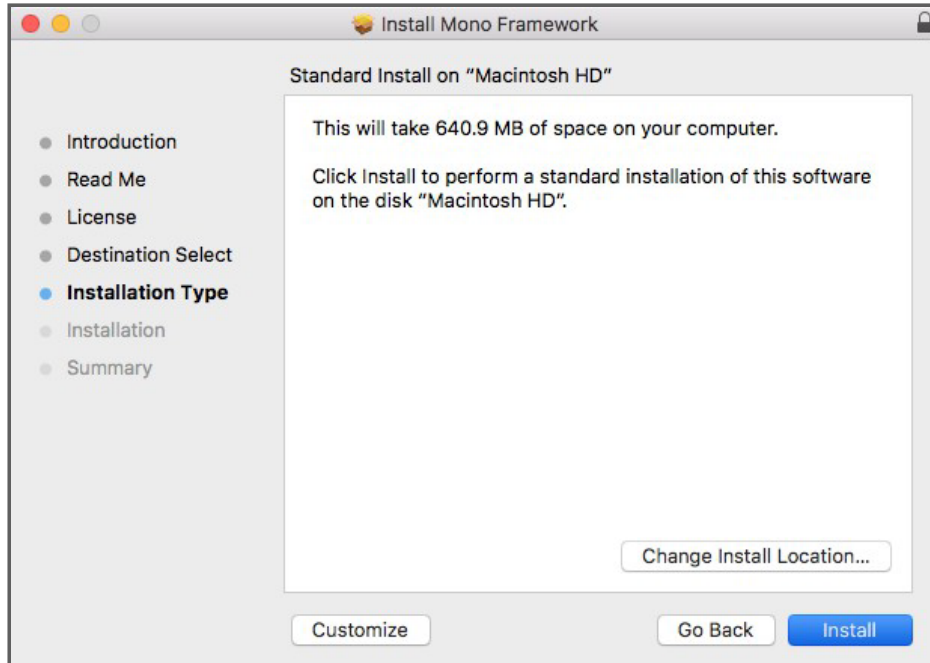 Install Mono Framework
Standard Install on “Macintosh HD”
Introduction
Read Me
License
Destination Select
Installation Type
Installation
Summary
This will take 640.9 MB of space on your computer.
Click Install to perform a standard installation of this software
on the disk “Macintosh HD”.
Change Install Location...
Customize
Go Back
Install